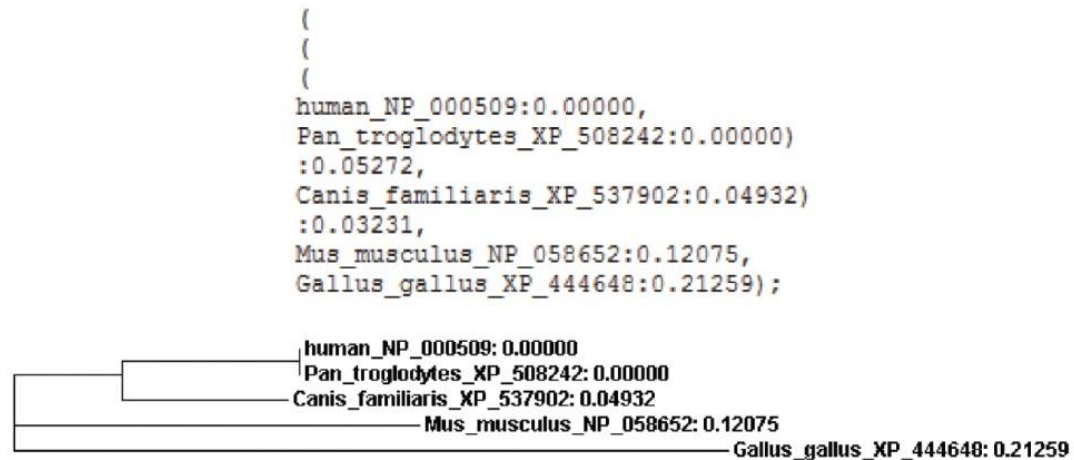 (
(
(
human_NP_000509:0.00000,
Pan_troglodytes_XP_508242:0.00000)
:0.05272,
Canis_familiaris_XP_537902:0.04932)
:0.03231,
Mus_musculus_NP_058652:0.12075,
Gallus_gallus_XP_444648:0.21259);
human_NP_000509: 0.00000
Pan_troglodytes_XP_508242: 0.00000
Canis_familiaris_XP_537902: 0.04932
Mus_musculus_NP_058652: 0.12075
Gallus_gallus_XP_444648: 0.21259